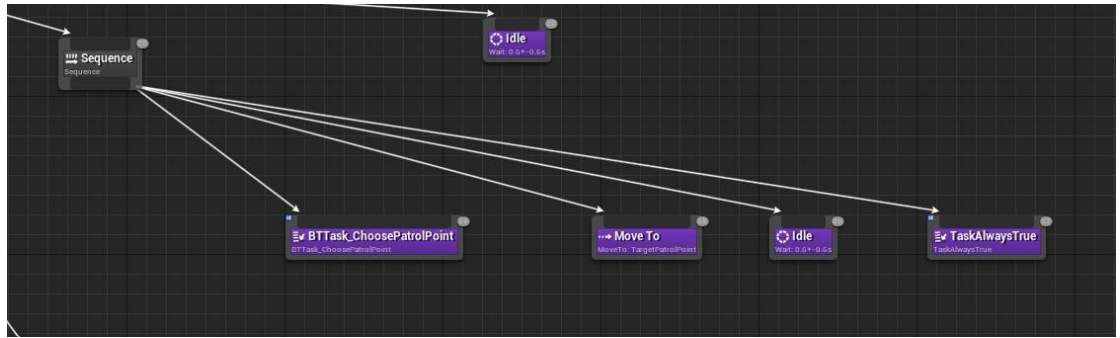 Idle
Wait: 0.6+-0.6s
Sequence
Sequence
BTTask_ChoosePatrolPoint
BTTask_ChoosePatrolPoint
Move To
MoveTo: TargetPatrolPoint
Idle
Wait: 0.6+-0.6s
TaskAlwaysTrue
TaskAlwaysTrue